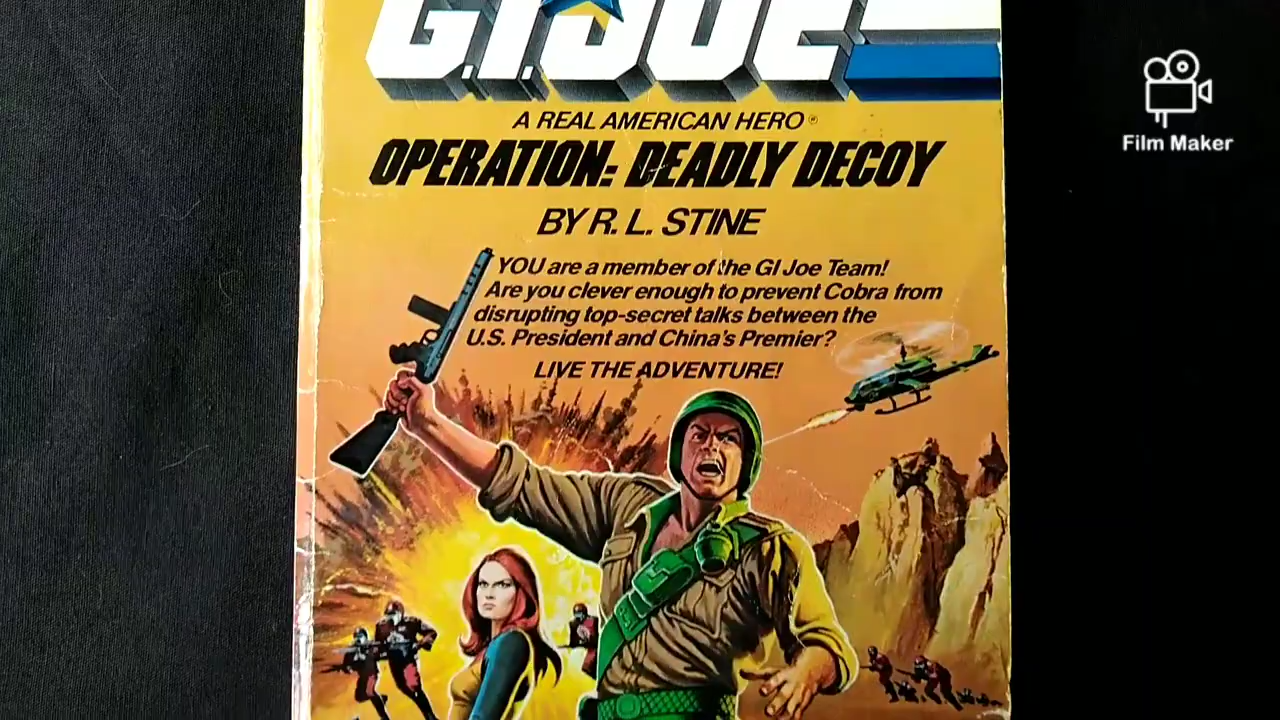 G.I. JOE
A REAL AMERICAN HERO®
OPERATION: DEADLY DECOY
BY R. L. STINE
YOU are a member of the GI Joe Team!
Are you clever enough to prevent Cobra from
disrupting top-secret talks between the
U.S. President and China's Premier?
LIVE THE ADVENTURE!
Film Maker